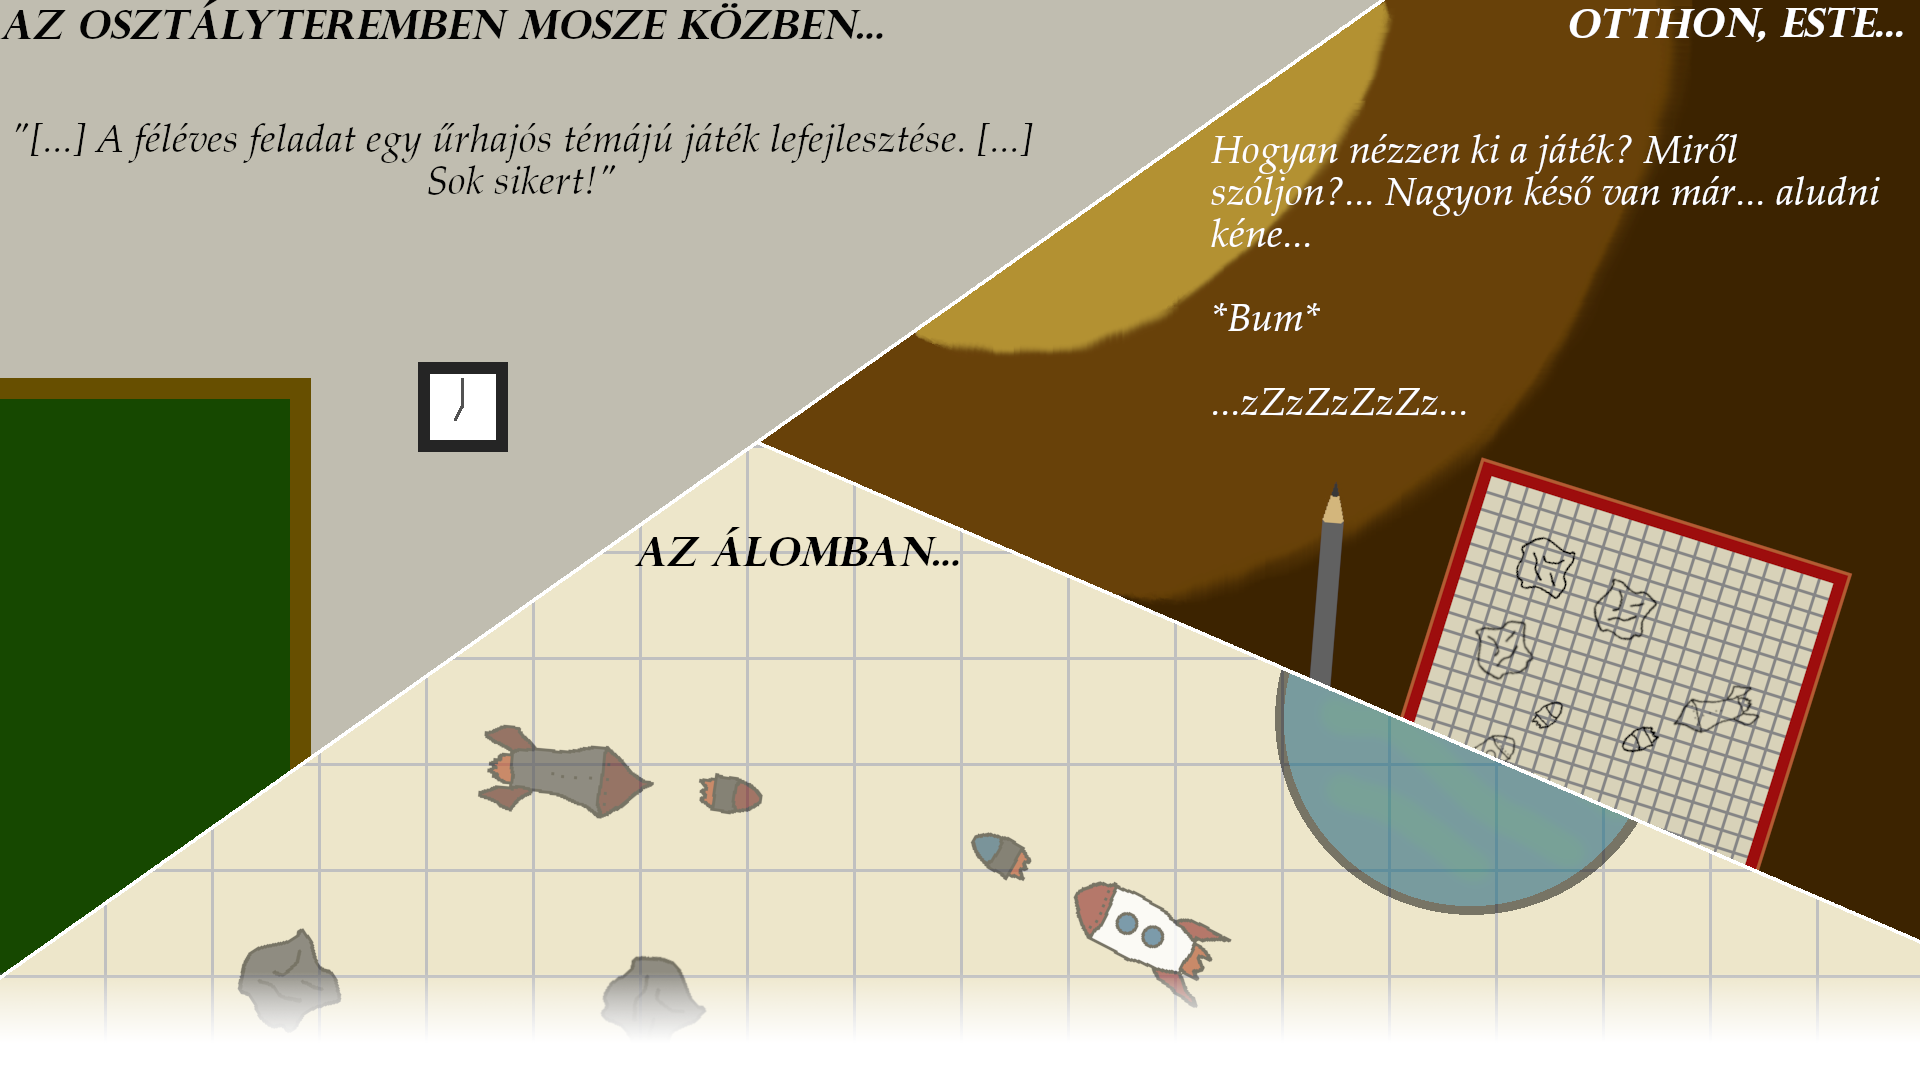 AZ OSZTÁLYTEREMBEN MOSZE KÖZBEN...
"[...] A féléves feladat egy űrhajós témájú játék lefejlesztése. [...]
Sok sikert!"
OTTHON, ESTE...
Hogyan nézzen ki a játék? Miről
szóljon?... Nagyon késő van már... aludni
kéne...
*Bum*
...zZzZzZzZz...
AZ ÁLOMBAN...